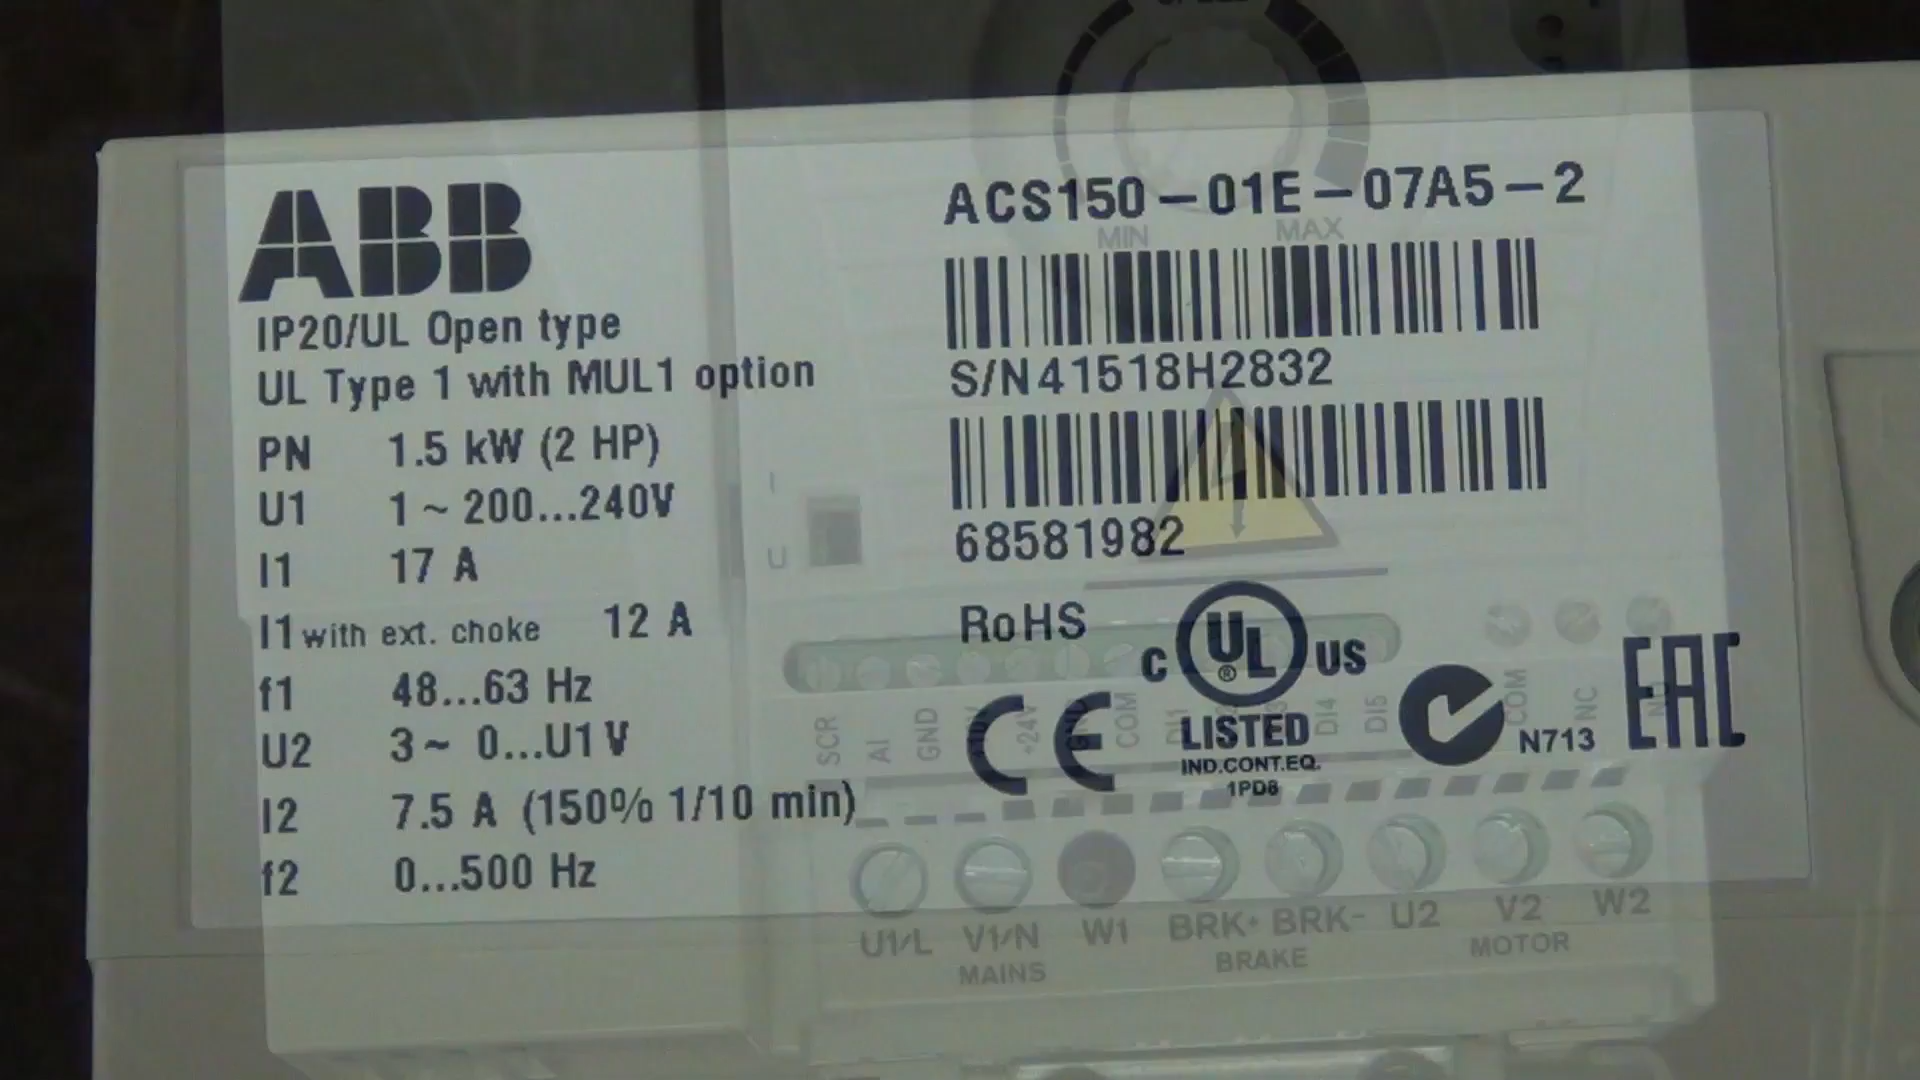 ABB
IP20/UL Open type
UL Type 1 with MUL1 option
PN 1.5 kW (2 HP)
U1 1 ~ 200...240V
I1 17 A
I1 with ext. choke 12 A
f1 48...63 Hz
U2 3 ~ 0...U1 V
I2 7.5 A (150% 1/10 min)
f2 0...500 Hz
ACS150-01E-07A5-2
MIN MAX
S/N 41518H2832
68581982
RoHS
C UL ® US
LISTED
IND.CONT.EQ.
1PD8
CE
N713
EAC
I
U
SCR AI GND +24V GND COM DI1 DI4 DI5 COM NC NO
U1/L V1/N W1 BRK+ BRK- U2 V2 W2
MAINS BRAKE MOTOR